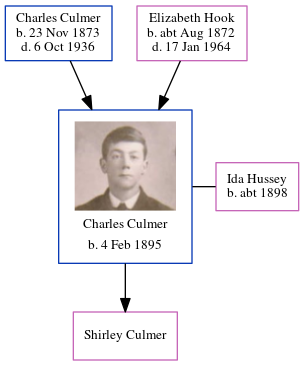 Charles Culmer
b. 23 Nov 1873
d. 6 Oct 1936
Elizabeth Hook
b. abt Aug 1872
d. 17 Jan 1964
Charles Culmer
b. 4 Feb 1895
Ida Hussey
b. abt 1898
Shirley Culmer